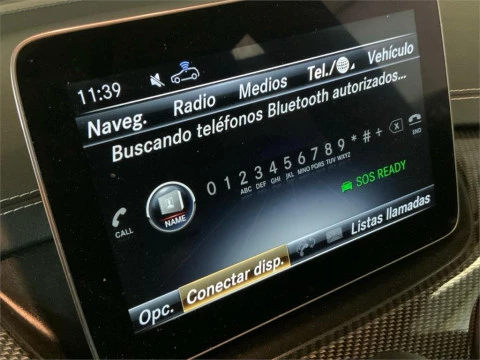 11:39
Naveg. Radio Medios Tel./ Vehículo
Buscando teléfonos Bluetooth autorizados...
0 1 2 3 4 5 6 7 8 9 * # +
ABC DEF GHI JKL MNO PQRS TUV WXYZ
CALL
1
NAME
END
SOS READY
Opc. Conectar disp. Listas llamadas